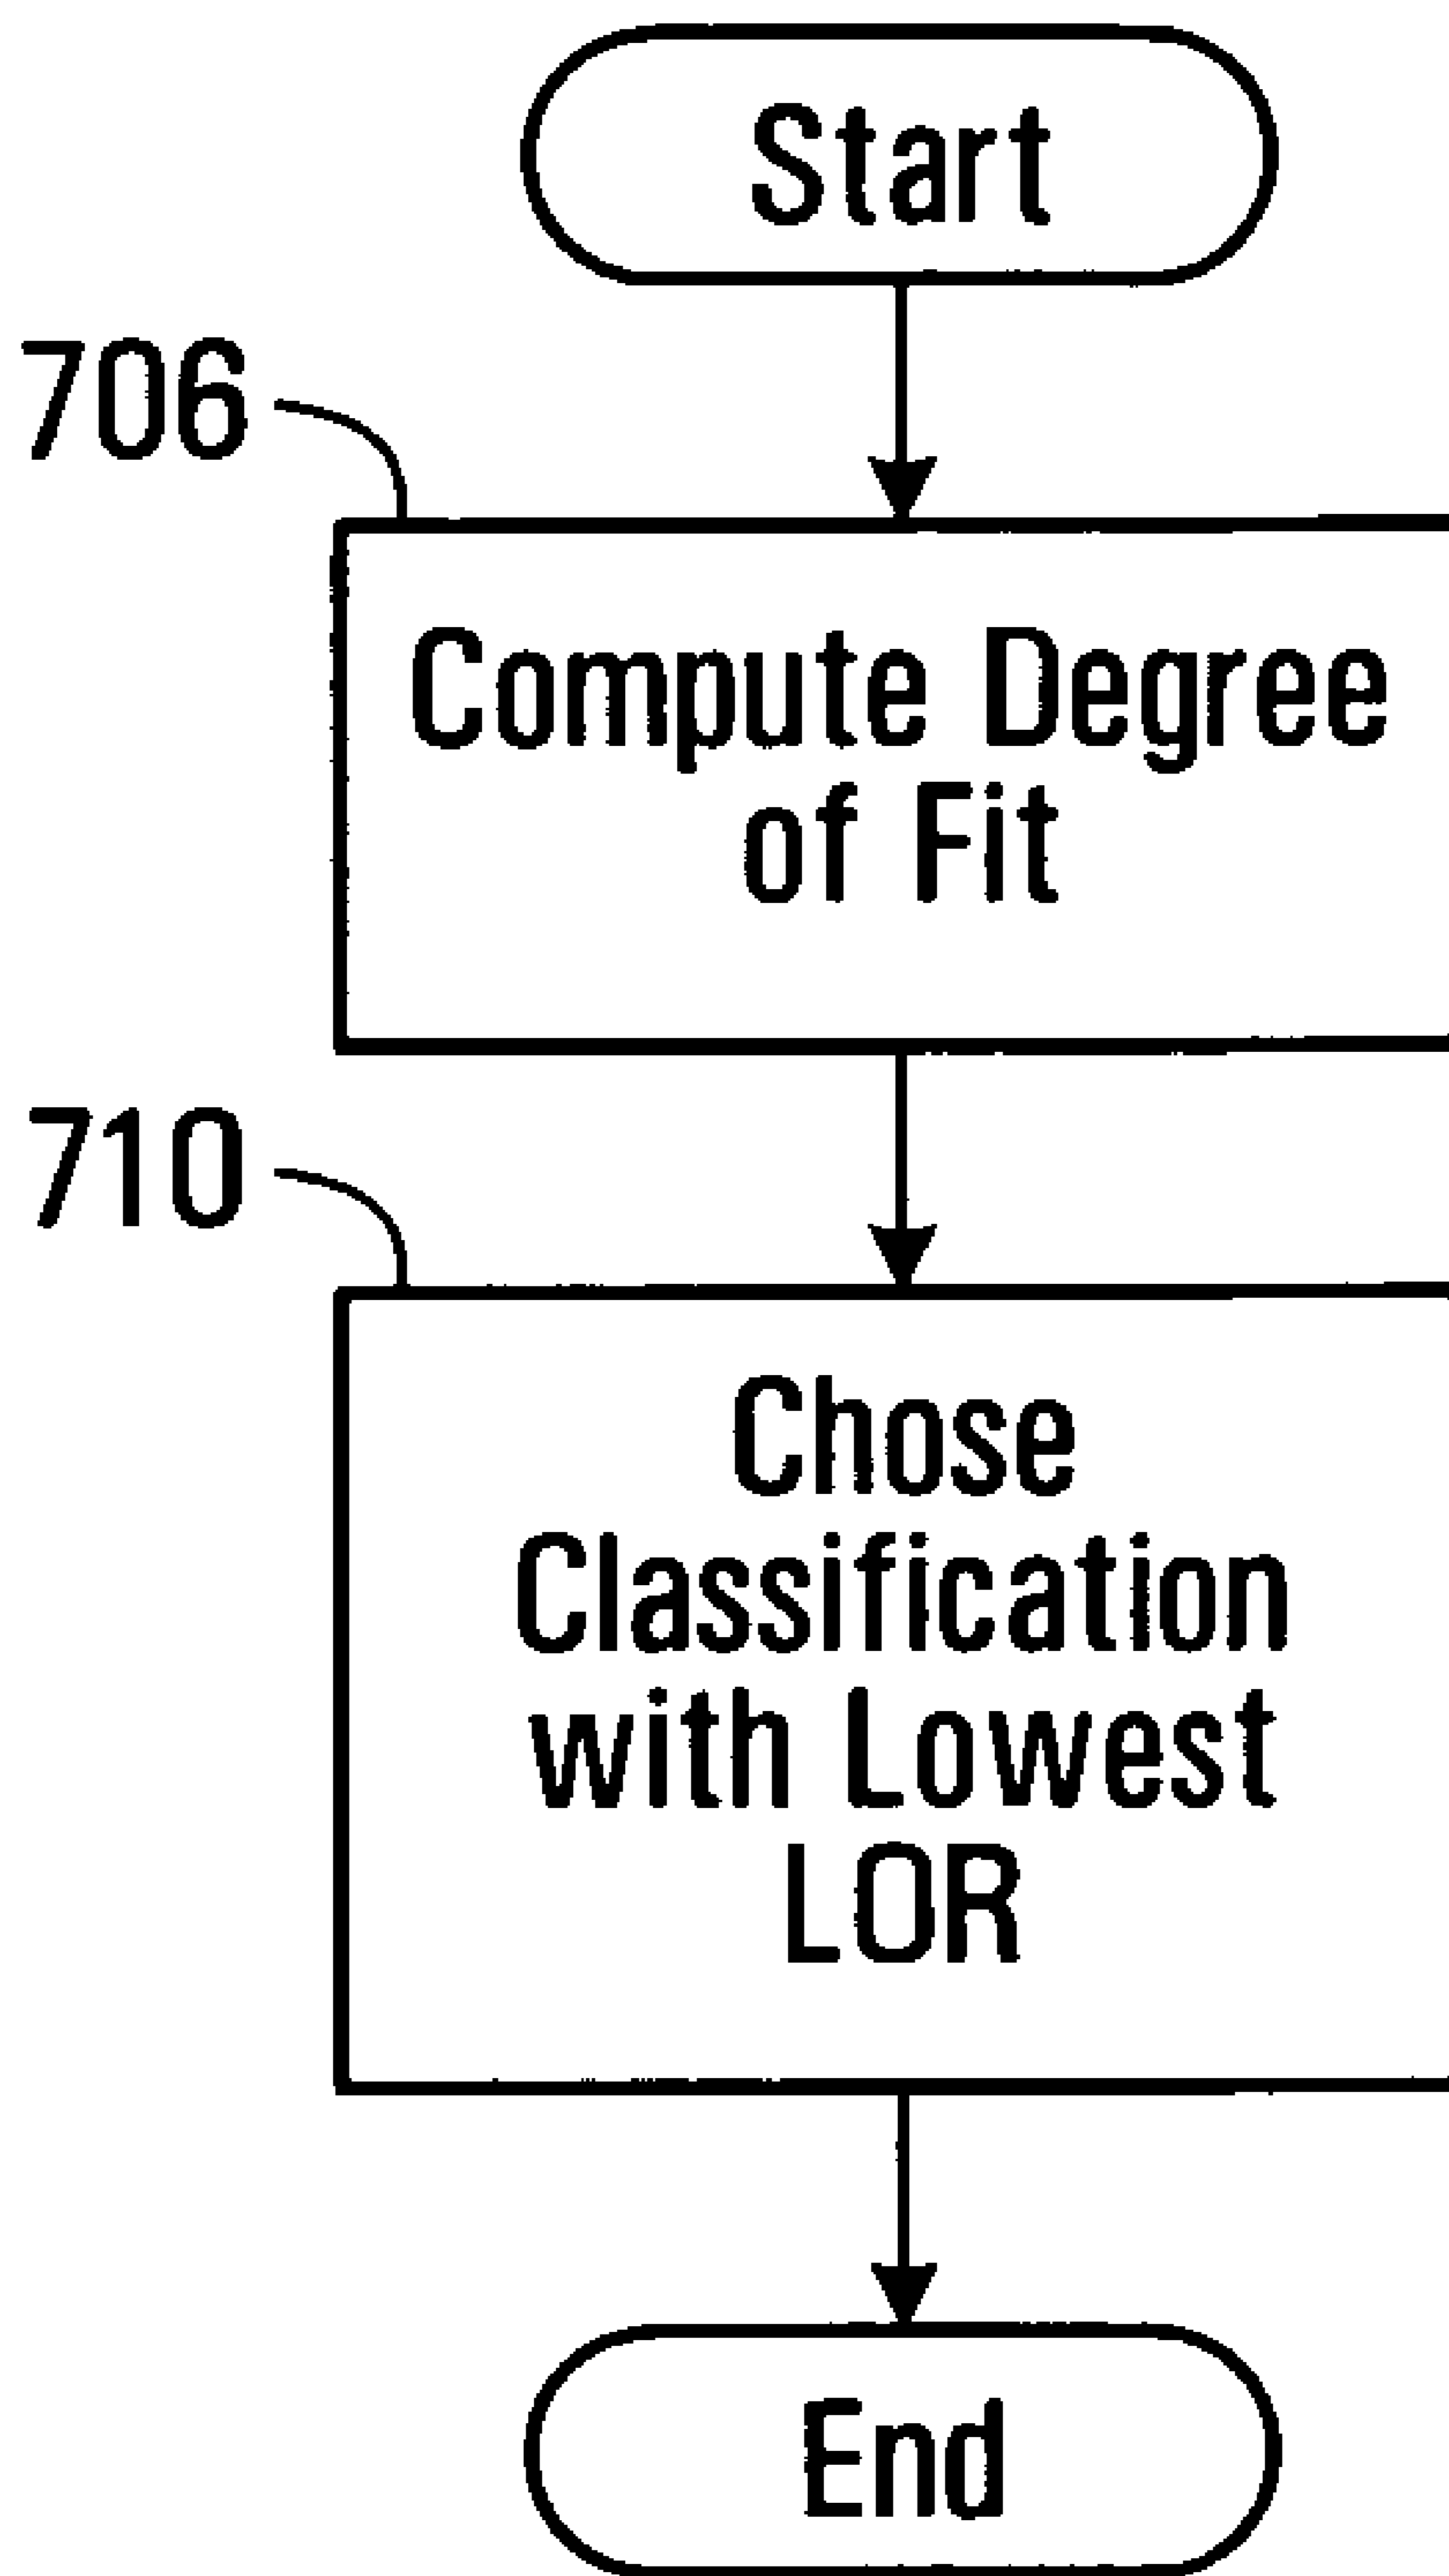 Start
706
Compute Degree
of Fit
710
Chose
Classification
with Lowest
LOR
End